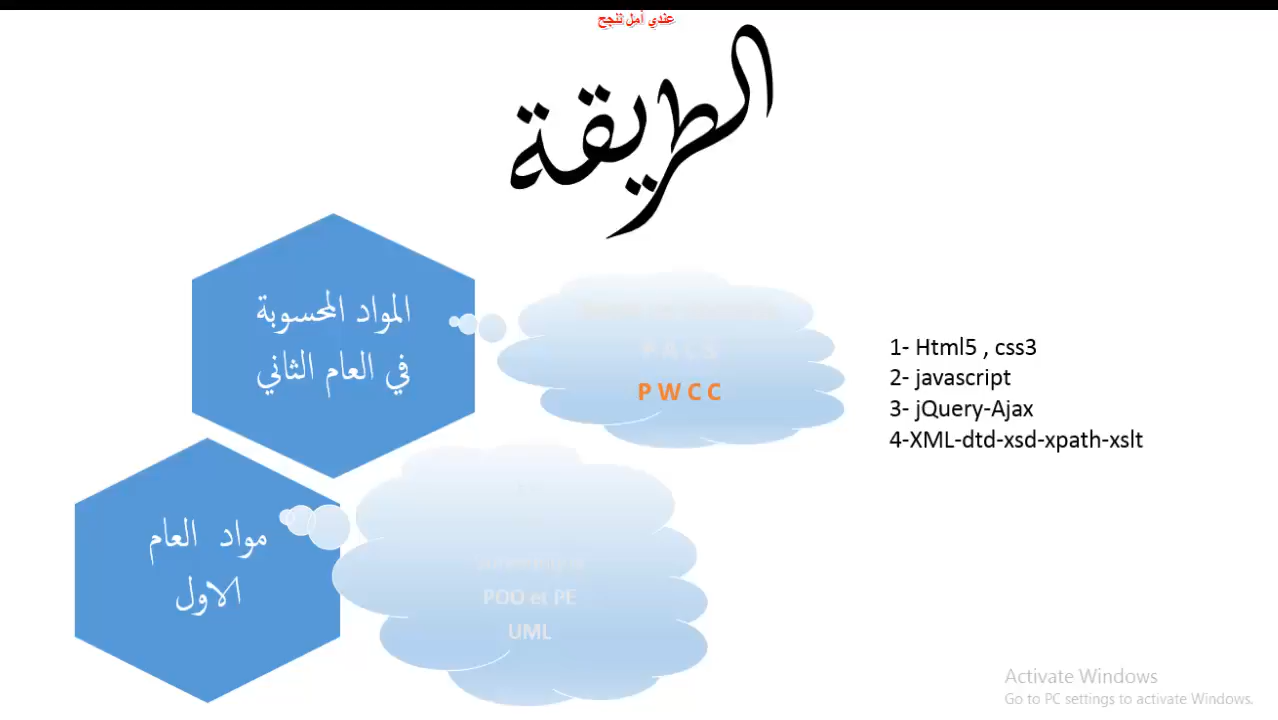 عندي أمل ننجح
الطريقة
المواد المحسوبة
في العام الثاني
P A C S
P W C C
1- Html5 , css3
2- javascript
3- jQuery-Ajax
4-XML-dtd-xsd-xpath-xslt
مواد العام
الاول
POO et PE
UML
Activate Windows
Go to PC settings to activate Windows.